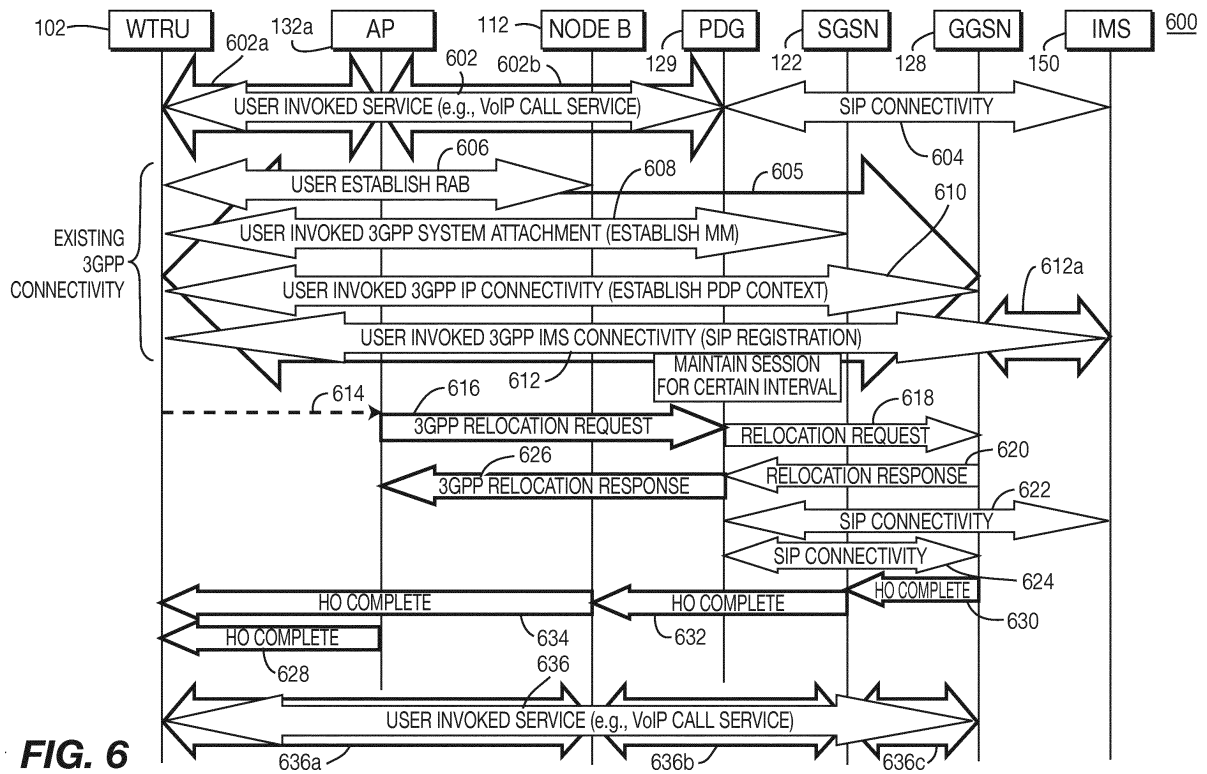 102 WTRU 132a AP 112 NODE B PDG SGSN GGSN IMS 600
602a 602 602b 129 122 128 150
USER INVOKED SERVICE (e.g., VoIP CALL SERVICE) SIP CONNECTIVITY
604
606 608 605
USER ESTABLISH RAB
610
USER INVOKED 3GPP SYSTEM ATTACHMENT (ESTABLISH MM)
EXISTING
3GPP
CONNECTIVITY
612a
USER INVOKED 3GPP IP CONNECTIVITY (ESTABLISH PDP CONTEXT)
USER INVOKED 3GPP IMS CONNECTIVITY (SIP REGISTRATION)
612
MAINTAIN SESSION
FOR CERTAIN INTERVAL
614 616 618
3GPP RELOCATION REQUEST RELOCATION REQUEST
626 620
3GPP RELOCATION RESPONSE RELOCATION RESPONSE
622
SIP CONNECTIVITY
SIP CONNECTIVITY
624
HO COMPLETE HO COMPLETE HO COMPLETE
634 632 630
HO COMPLETE
628 636
USER INVOKED SERVICE (e.g., VoIP CALL SERVICE)
636a 636b 636c
FIG. 6